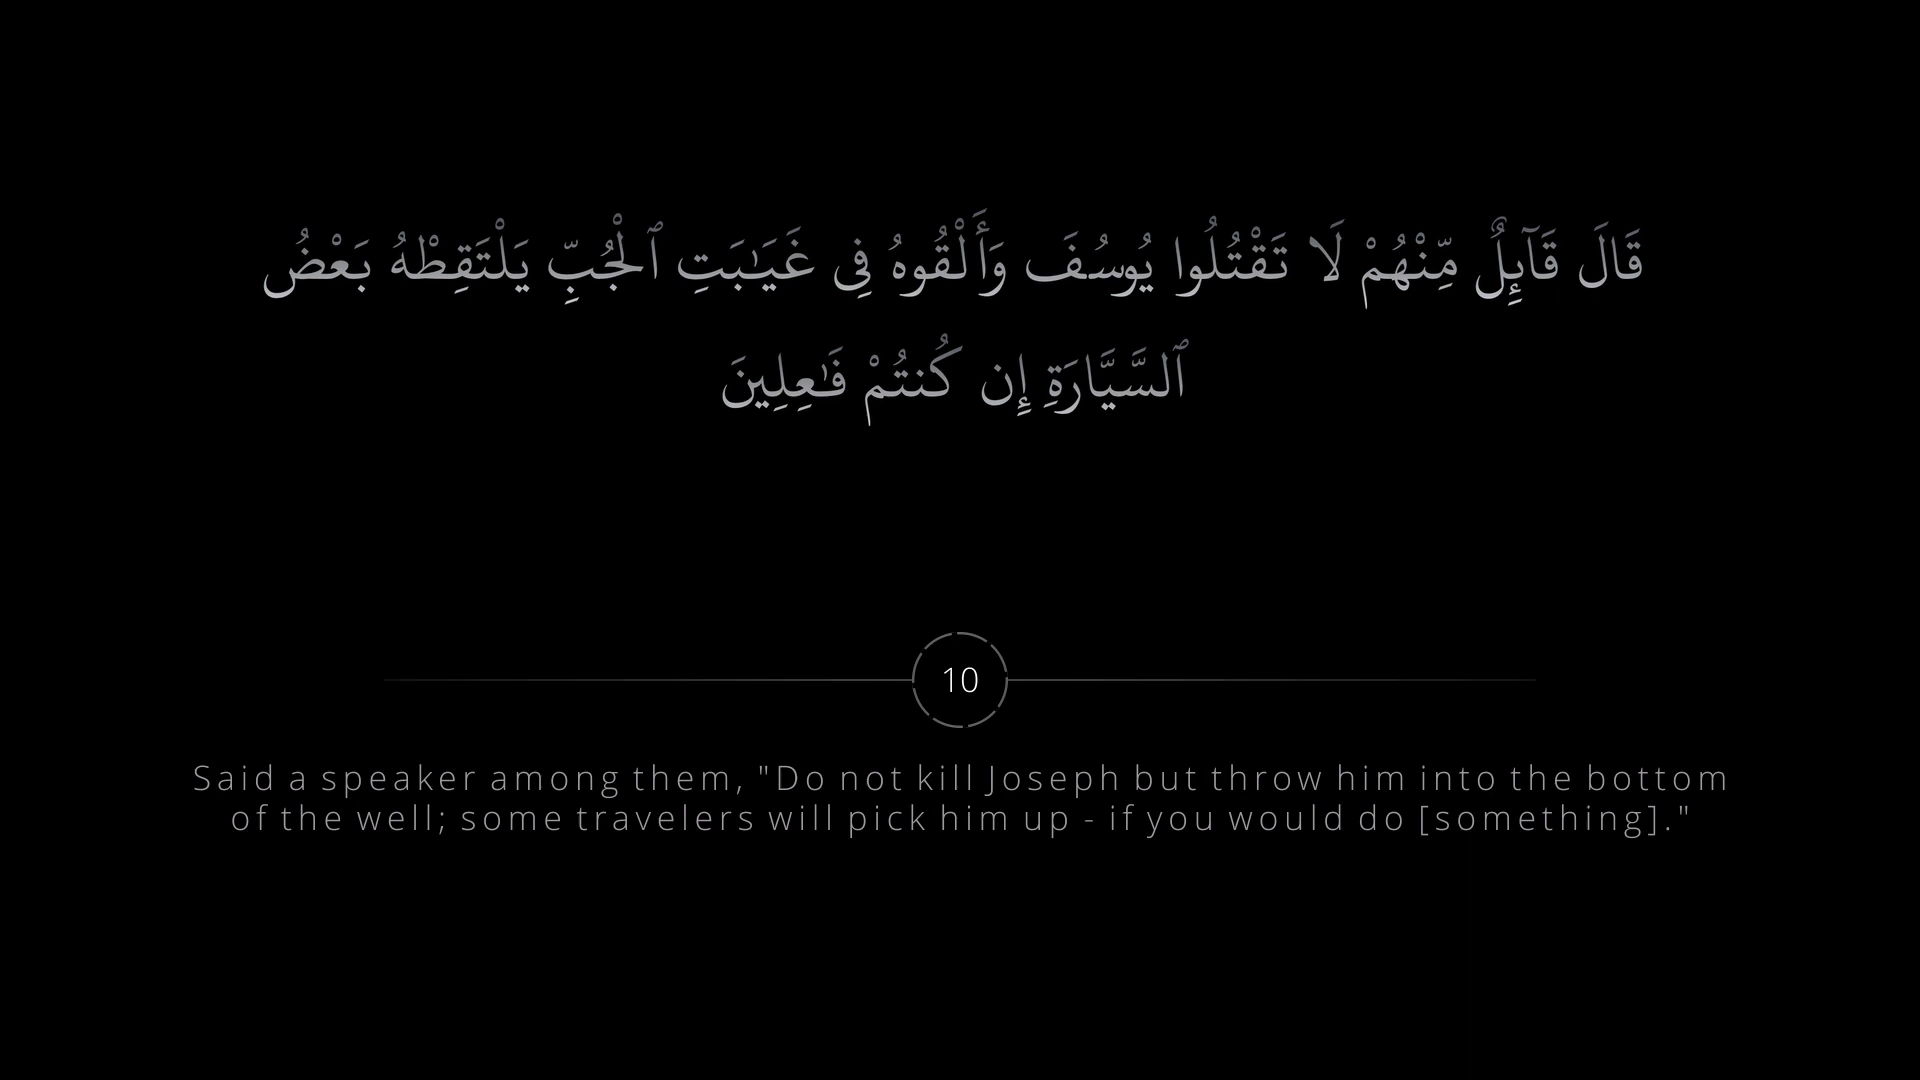 قَالَ قَآئِلٌ مِّنْهُمْ لَا تَقْتُلُوا يُوسُفَ وَأَلْقُوهُ فِى غَيَـٰبَتِ ٱلْجُبِّ يَلْتَقِطْهُ بَعْضُ
ٱلسَّيَّارَةِ إِن كُنتُمْ فَـٰعِلِينَ
10
Said a speaker among them, "Do not kill Joseph but throw him into the bottom
of the well; some travelers will pick him up - if you would do [something]."